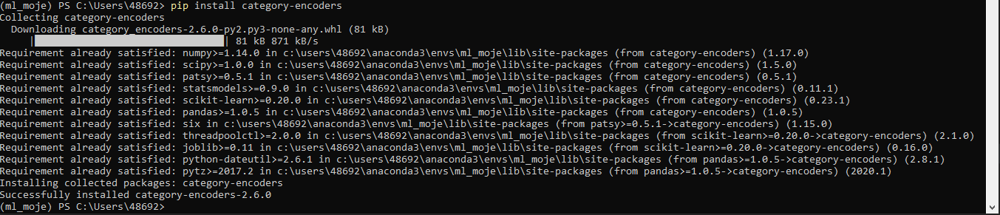 (ml_moje) PS C:\Users\48692> pip install category-encoders
Collecting category-encoders
  Downloading category_encoders-2.6.0-py2.py3-none-any.whl (81 kB)
     |████████████████████████████████| 81 kB 871 kB/s
Requirement already satisfied: numpy>=1.14.0 in c:\users\48692\anaconda3\envs\ml_moje\lib\site-packages (from category-encoders) (1.17.0)
Requirement already satisfied: scipy>=1.0.0 in c:\users\48692\anaconda3\envs\ml_moje\lib\site-packages (from category-encoders) (1.5.0)
Requirement already satisfied: patsy>=0.5.1 in c:\users\48692\anaconda3\envs\ml_moje\lib\site-packages (from category-encoders) (0.5.1)
Requirement already satisfied: statsmodels>=0.9.0 in c:\users\48692\anaconda3\envs\ml_moje\lib\site-packages (from category-encoders) (0.11.1)
Requirement already satisfied: scikit-learn>=0.20.0 in c:\users\48692\anaconda3\envs\ml_moje\lib\site-packages (from category-encoders) (0.23.1)
Requirement already satisfied: pandas>=1.0.5 in c:\users\48692\anaconda3\envs\ml_moje\lib\site-packages (from category-encoders) (1.0.5)
Requirement already satisfied: six in c:\users\48692\anaconda3\envs\ml_moje\lib\site-packages (from patsy>=0.5.1->category-encoders) (1.15.0)
Requirement already satisfied: threadpoolctl>=2.0.0 in c:\users\48692\anaconda3\envs\ml_moje\lib\site-packages (from scikit-learn>=0.20.0->category-encoders) (2.1.0)
Requirement already satisfied: joblib>=0.11 in c:\users\48692\anaconda3\envs\ml_moje\lib\site-packages (from scikit-learn>=0.20.0->category-encoders) (0.16.0)
Requirement already satisfied: python-dateutil>=2.6.1 in c:\users\48692\anaconda3\envs\ml_moje\lib\site-packages (from pandas>=1.0.5->category-encoders) (2.8.1)
Requirement already satisfied: pytz>=2017.2 in c:\users\48692\anaconda3\envs\ml_moje\lib\site-packages (from pandas>=1.0.5->category-encoders) (2020.1)
Installing collected packages: category-encoders
Successfully installed category-encoders-2.6.0
(ml_moje) PS C:\Users\48692>